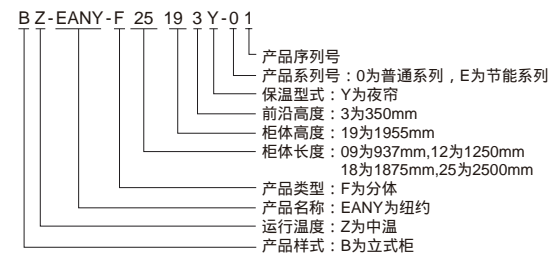 BZ-EANY-F 25 19 3Y-01
产品序列号
产品系列号：0为普通系列，E为节能系列
保温型式：Y为夜帘
前沿高度：3为350mm
柜体高度：19为1955mm
柜体长度：09为937mm,12为1250mm
18为1875mm,25为2500mm
产品类型：F为分体
产品名称：EANY为纽约
运行温度：Z为中温
产品样式：B为立式柜